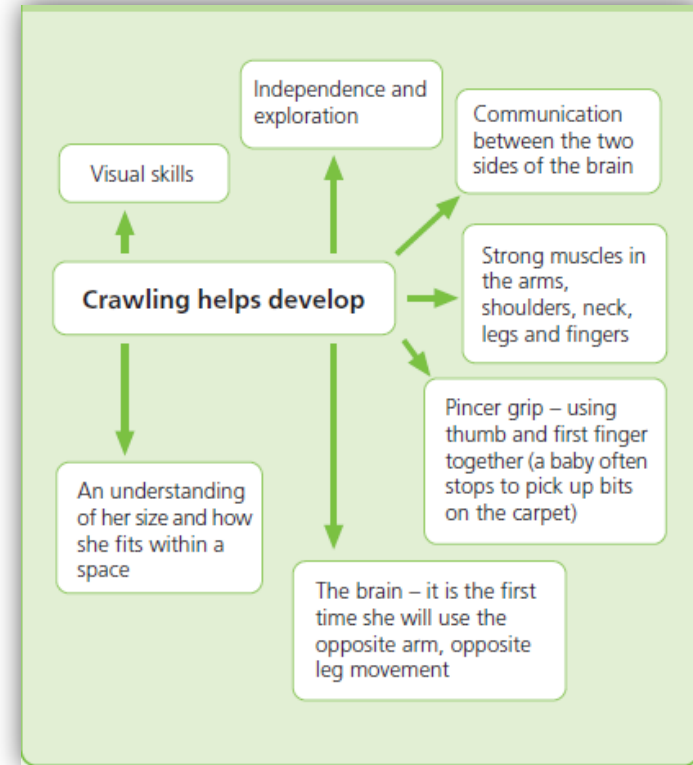 Independence and
exploration
Communication
between the two
sides of the brain
Visual skills
Strong muscles in
the arms,
shoulders, neck,
legs and fingers
Crawling helps develop
Pincer grip – using
thumb and first finger
together (a baby often
stops to pick up bits
on the carpet)
An understanding
of her size and how
she fits within a
space
The brain – it is the first
time she will use the
opposite arm, opposite
leg movement